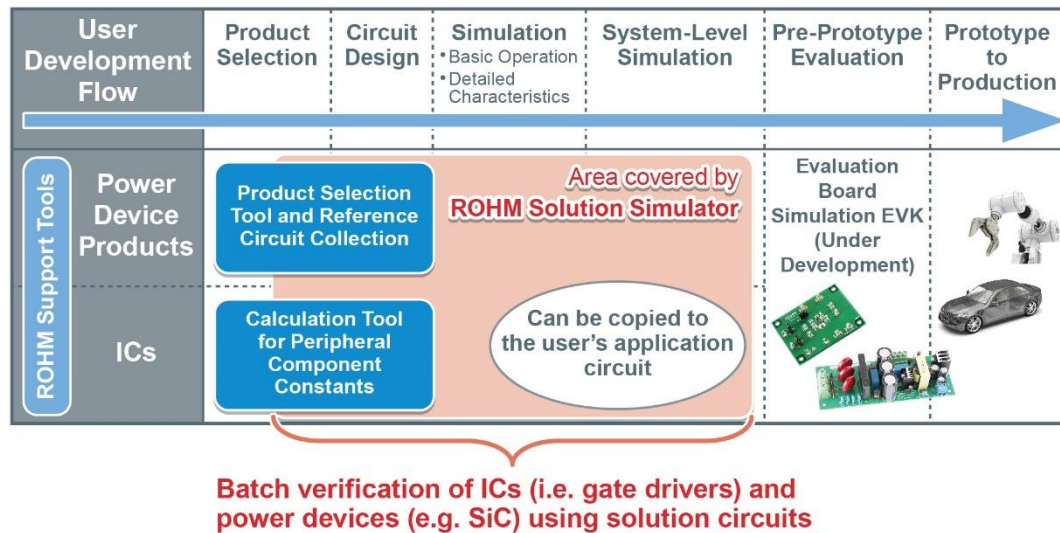 User
Development
Flow
Product
Selection
Circuit
Design
Simulation
•Basic Operation
•Detailed
Characteristics
System-Level
Simulation
Pre-Prototype
Evaluation
Prototype
to
Production
ROHM Support Tools
Power
Device
Products
ICs
Product Selection
Tool and Reference
Circuit Collection
Calculation Tool
for Peripheral
Component
Constants
Area covered by
ROHM Solution Simulator
Can be copied to
the user's application
circuit
Evaluation
Board
Simulation EVK
(Under
Development)
Batch verification of ICs (i.e. gate drivers) and
power devices (e.g. SiC) using solution circuits